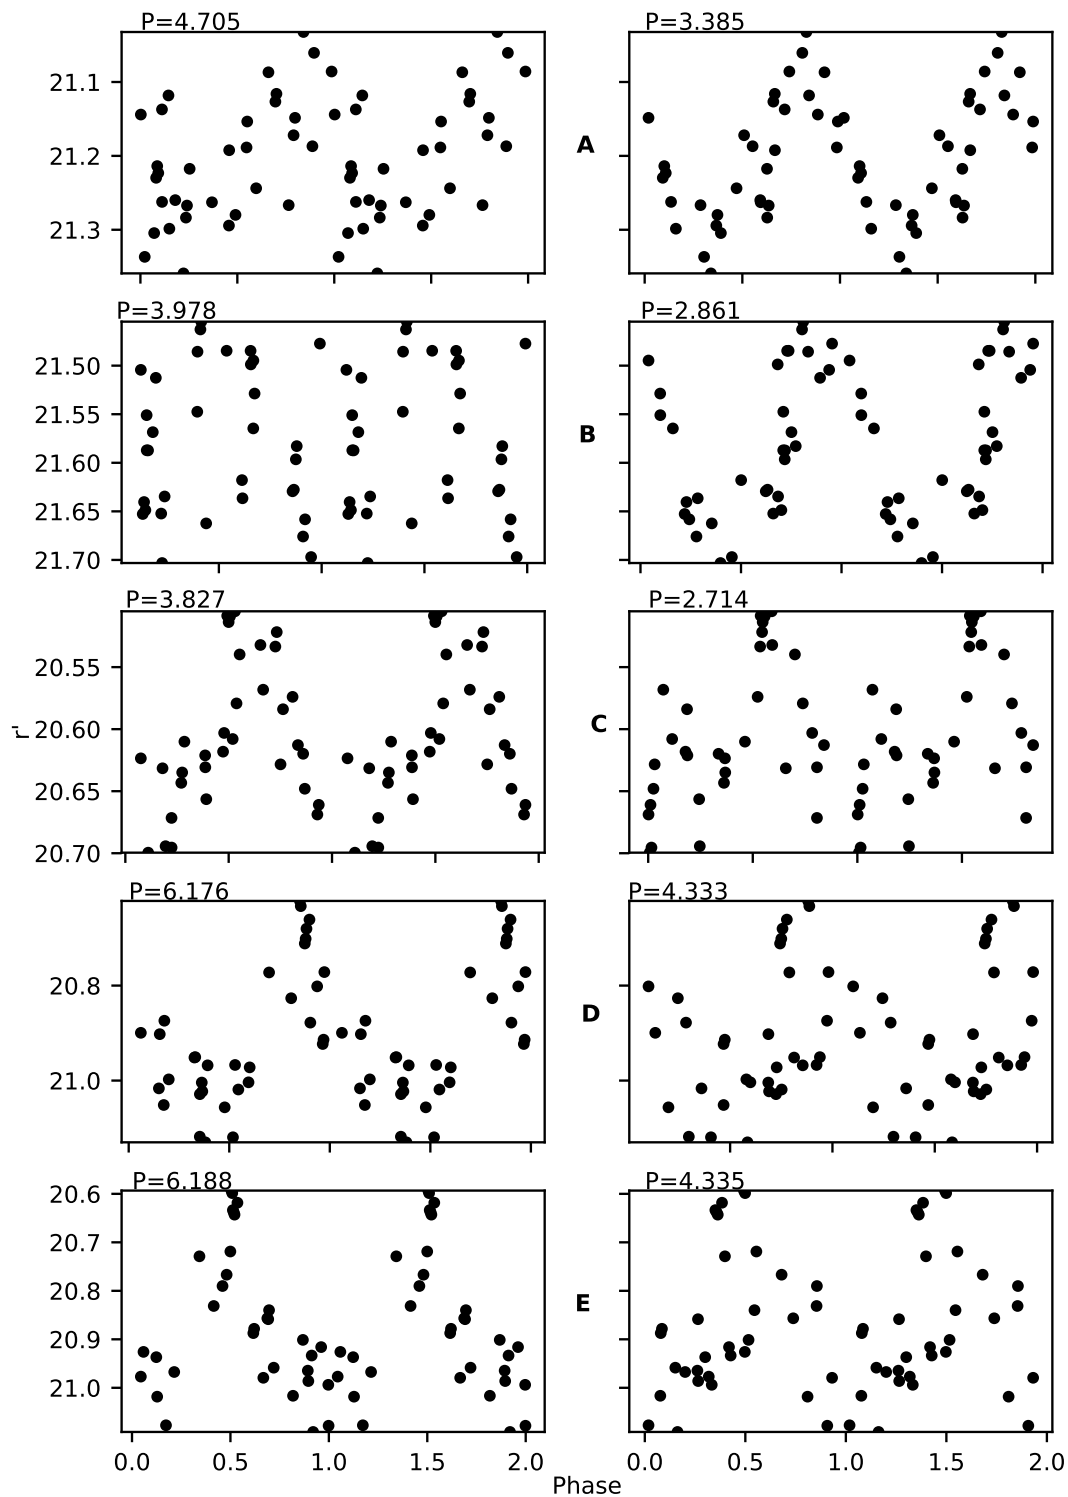 P=4.705
P=3.385
21.1
21.2
21.3
A
P=3.978
P=2.861
21.50
21.55
21.60
21.65
21.70
B
P=3.827
P=2.714
20.55
20.60
20.65
20.70
r'
C
P=6.176
P=4.333
20.8
21.0
D
P=6.188
P=4.335
20.6
20.7
20.8
20.9
21.0
E
0.0 0.5 1.0 1.5 2.0 0.0 0.5 1.0 1.5 2.0
Phase